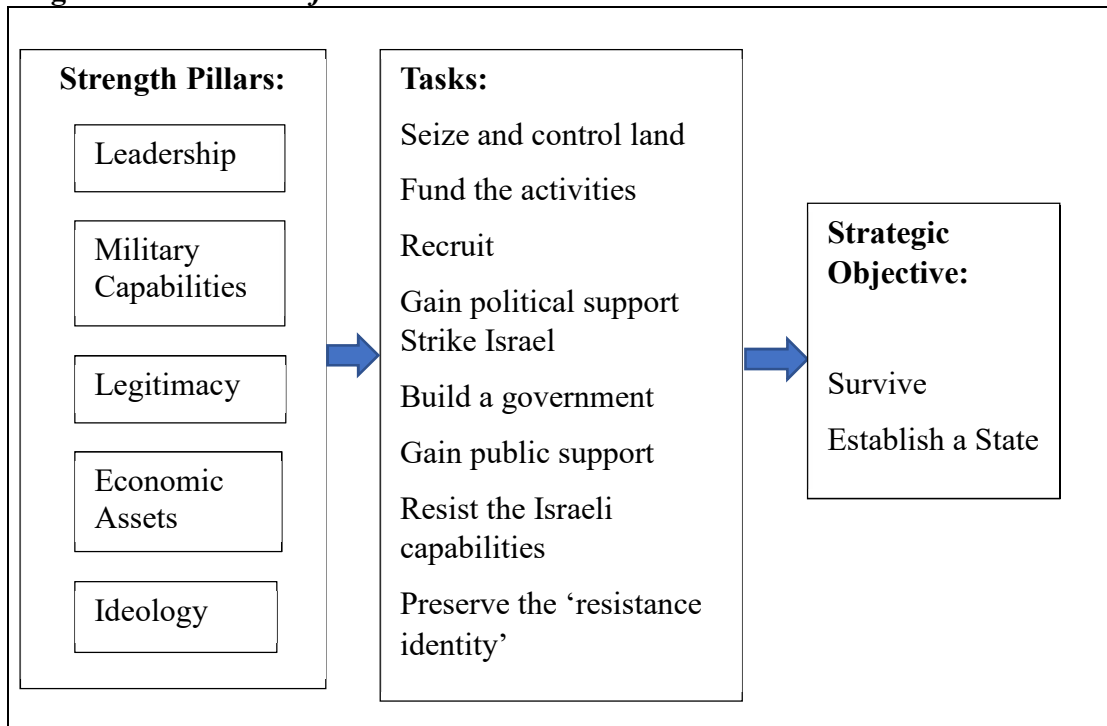 Strength Pillars:
Leadership
Military
Capabilities
Legitimacy
Economic
Assets
Ideology
Tasks:
Seize and control land
Fund the activities
Recruit
Gain political support
Strike Israel
Build a government
Gain public support
Resist the Israeli
capabilities
Preserve the ‘resistance
identity’
Strategic
Objective:
Survive
Establish a State